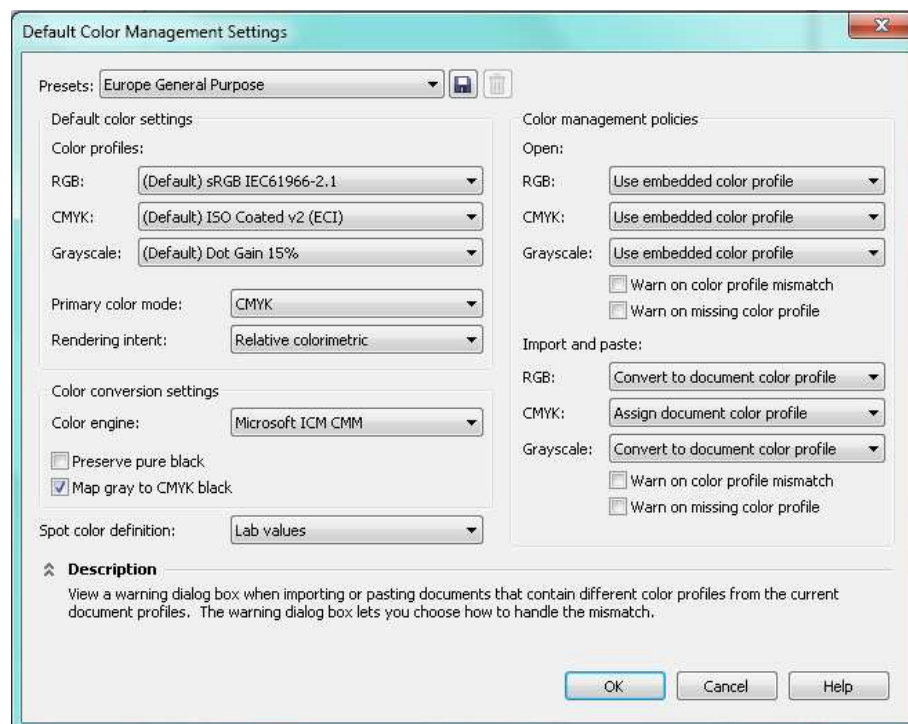 Default Color Management Settings
Presets: Europe General Purpose
Default color settings
Color profiles:
RGB: (Default) sRGB IEC61966-2.1
CMYK: (Default) ISO Coated v2 (ECI)
Grayscale: (Default) Dot Gain 15%
Primary color mode: CMYK
Rendering intent: Relative colorimetric
Color conversion settings
Color engine: Microsoft ICM CMM
Preserve pure black
Map gray to CMYK black
Spot color definition: Lab values
Color management policies
Open:
RGB: Use embedded color profile
CMYK: Use embedded color profile
Grayscale: Use embedded color profile
Warn on color profile mismatch
Warn on missing color profile
Import and paste:
RGB: Convert to document color profile
CMYK: Assign document color profile
Grayscale: Convert to document color profile
Warn on color profile mismatch
Warn on missing color profile
Description
View a warning dialog box when importing or pasting documents that contain different color profiles from the current
document profiles. The warning dialog box lets you choose how to handle the mismatch.
OK Cancel Help